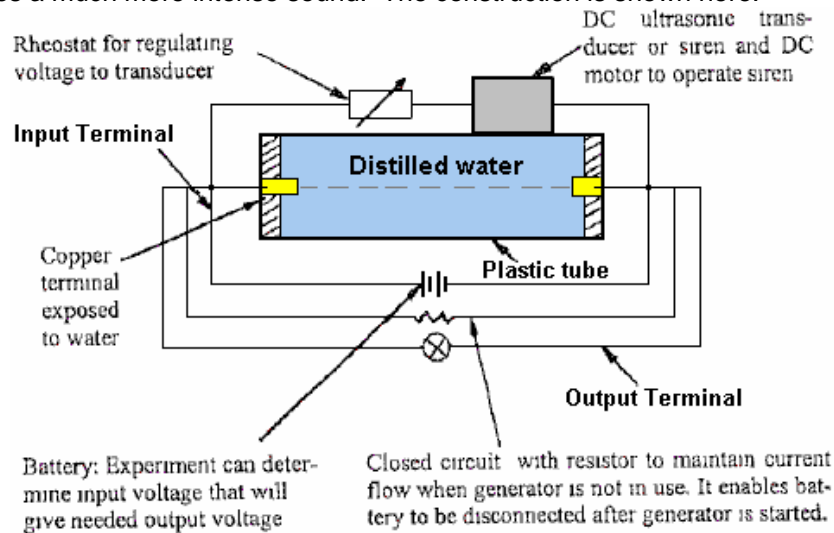 es a much more intense sound. The construction is shown here:
DC ultrasonic trans-
ducer or siren and DC
motor to operate siren
Rheostat for regulating
voltage to transducer
Input Terminal
Distilled water
Copper
terminal
exposed
to water
Plastic tube
Output Terminal
Battery: Experiment can deter-
mine input voltage that will
give needed output voltage
Closed circuit with resistor to maintain current
flow when generator is not in use. It enables bat-
tery to be disconnected after generator is started.